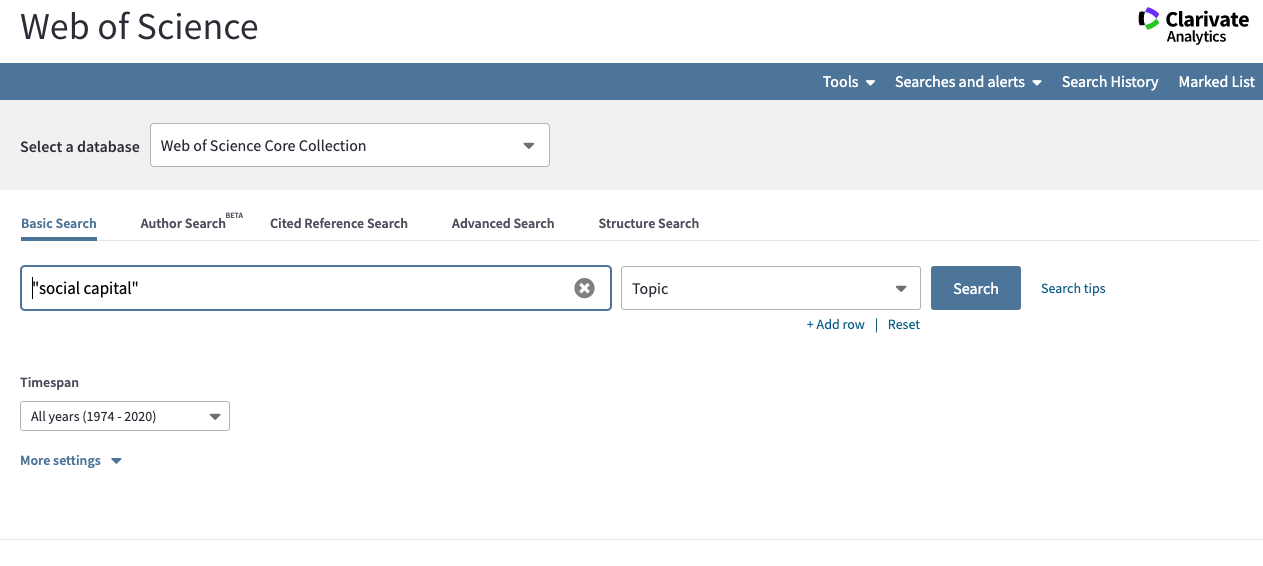 Web of Science
Clarivate
Analytics
Tools Searches and alerts Search History Marked List
Select a database Web of Science Core Collection
Basic Search Author Search BETA Cited Reference Search Advanced Search Structure Search
"social capital" Topic Search Search tips
+ Add row | Reset
Timespan
All years (1974 - 2020)
More settings